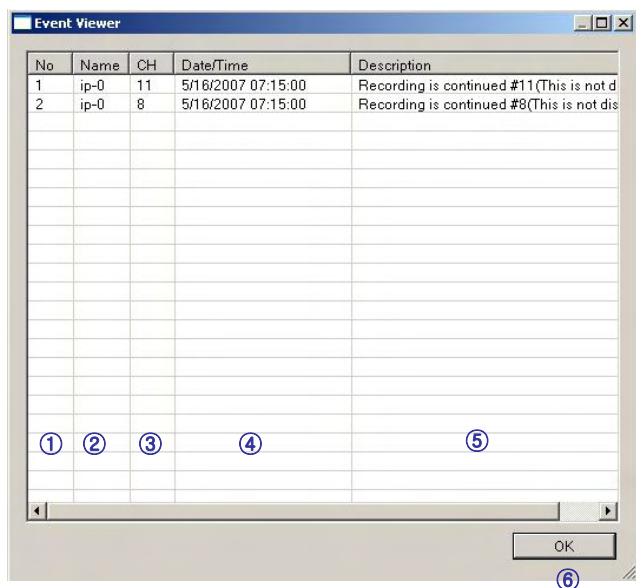 Event Viewer
No Name CH Date/Time Description
1 ip-0 11 5/16/2007 07:15:00 Recording is continued #11(This is not d
2 ip-0 8 5/16/2007 07:15:00 Recording is continued #8(This is not dis
① ② ③ ④ ⑤
OK
⑥